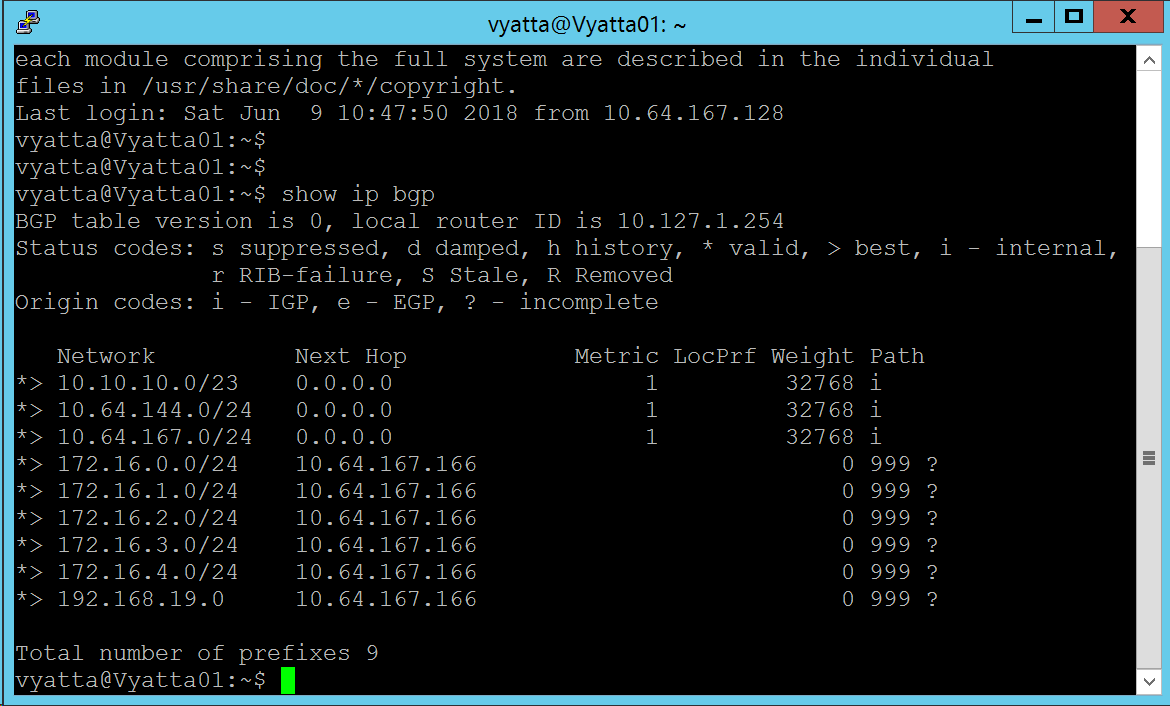 vyatta@Vyatta01: ~
each module comprising the full system are described in the individual
files in /usr/share/doc/*/copyright.
Last login: Sat Jun  9 10:47:50 2018 from 10.64.167.128
vyatta@Vyatta01:~$
vyatta@Vyatta01:~$
vyatta@Vyatta01:~$ show ip bgp
BGP table version is 0, local router ID is 10.127.1.254
Status codes: s suppressed, d damped, h history, * valid, > best, i - internal,
              r RIB-failure, S Stale, R Removed
Origin codes: i - IGP, e - EGP, ? - incomplete
   Network          Next Hop            Metric LocPrf Weight Path
*> 10.10.10.0/23    0.0.0.0                  1         32768 i
*> 10.64.144.0/24   0.0.0.0                  1         32768 i
*> 10.64.167.0/24   0.0.0.0                  1         32768 i
*> 172.16.0.0/24    10.64.167.166                          0 999 ?
*> 172.16.1.0/24    10.64.167.166                          0 999 ?
*> 172.16.2.0/24    10.64.167.166                          0 999 ?
*> 172.16.3.0/24    10.64.167.166                          0 999 ?
*> 172.16.4.0/24    10.64.167.166                          0 999 ?
*> 192.168.19.0     10.64.167.166                          0 999 ?
Total number of prefixes 9
vyatta@Vyatta01:~$